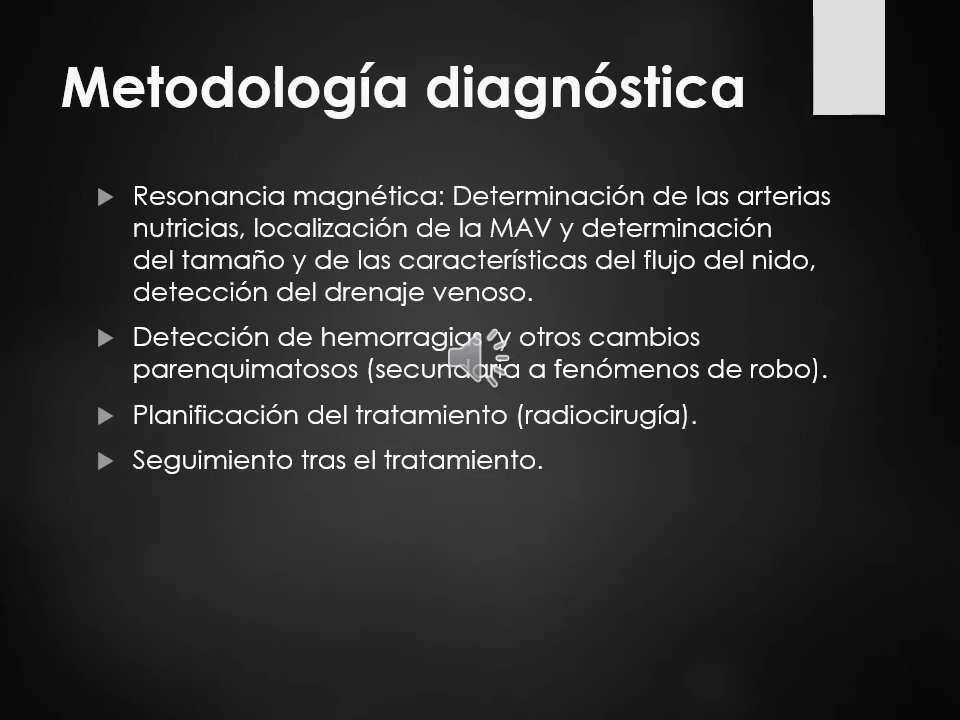 Metodología diagnóstica
Resonancia magnética: Determinación de las arterias
nutricias, localización de la MAV y determinación
del tamaño y de las características del flujo del nido,
detección del drenaje venoso.
Detección de hemorragias y otros cambios
parenquimatosos (secundaria a fenómenos de robo).
Planificación del tratamiento (radiocirugía).
Seguimiento tras el tratamiento.